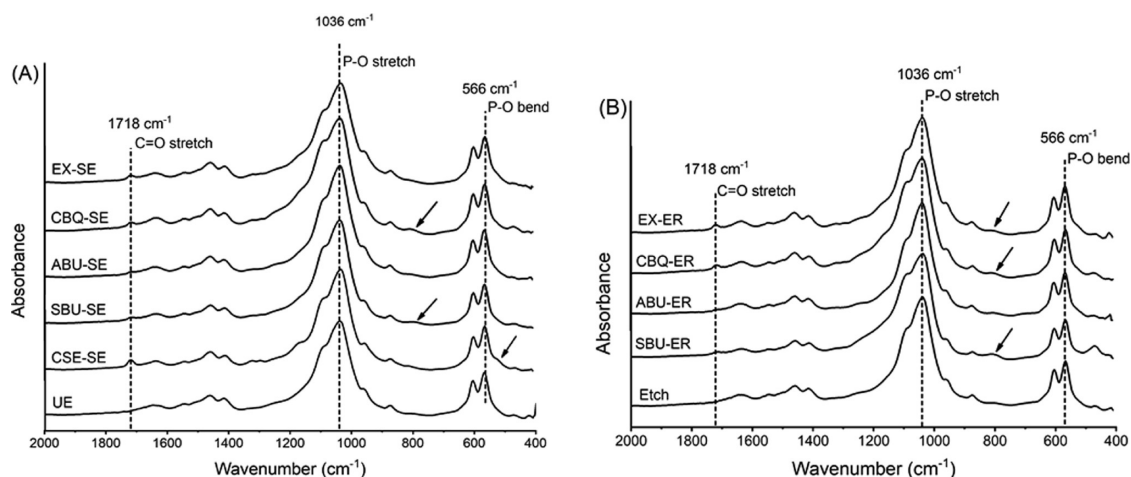 (A)
1036 cm⁻¹
P-O stretch
566 cm⁻¹
P-O bend
1718 cm⁻¹
C=O stretch
EX-SE
CBQ-SE
ABU-SE
SBU-SE
CSE-SE
UE
Absorbance
2000 1800 1600 1400 1200 1000 800 600 400
Wavenumber (cm⁻¹)
(B)
1036 cm⁻¹
P-O stretch
566 cm⁻¹
P-O bend
1718 cm⁻¹
C=O stretch
EX-ER
CBQ-ER
ABU-ER
SBU-ER
Etch
Absorbance
2000 1800 1600 1400 1200 1000 800 600 400
Wavenumber (cm⁻¹)